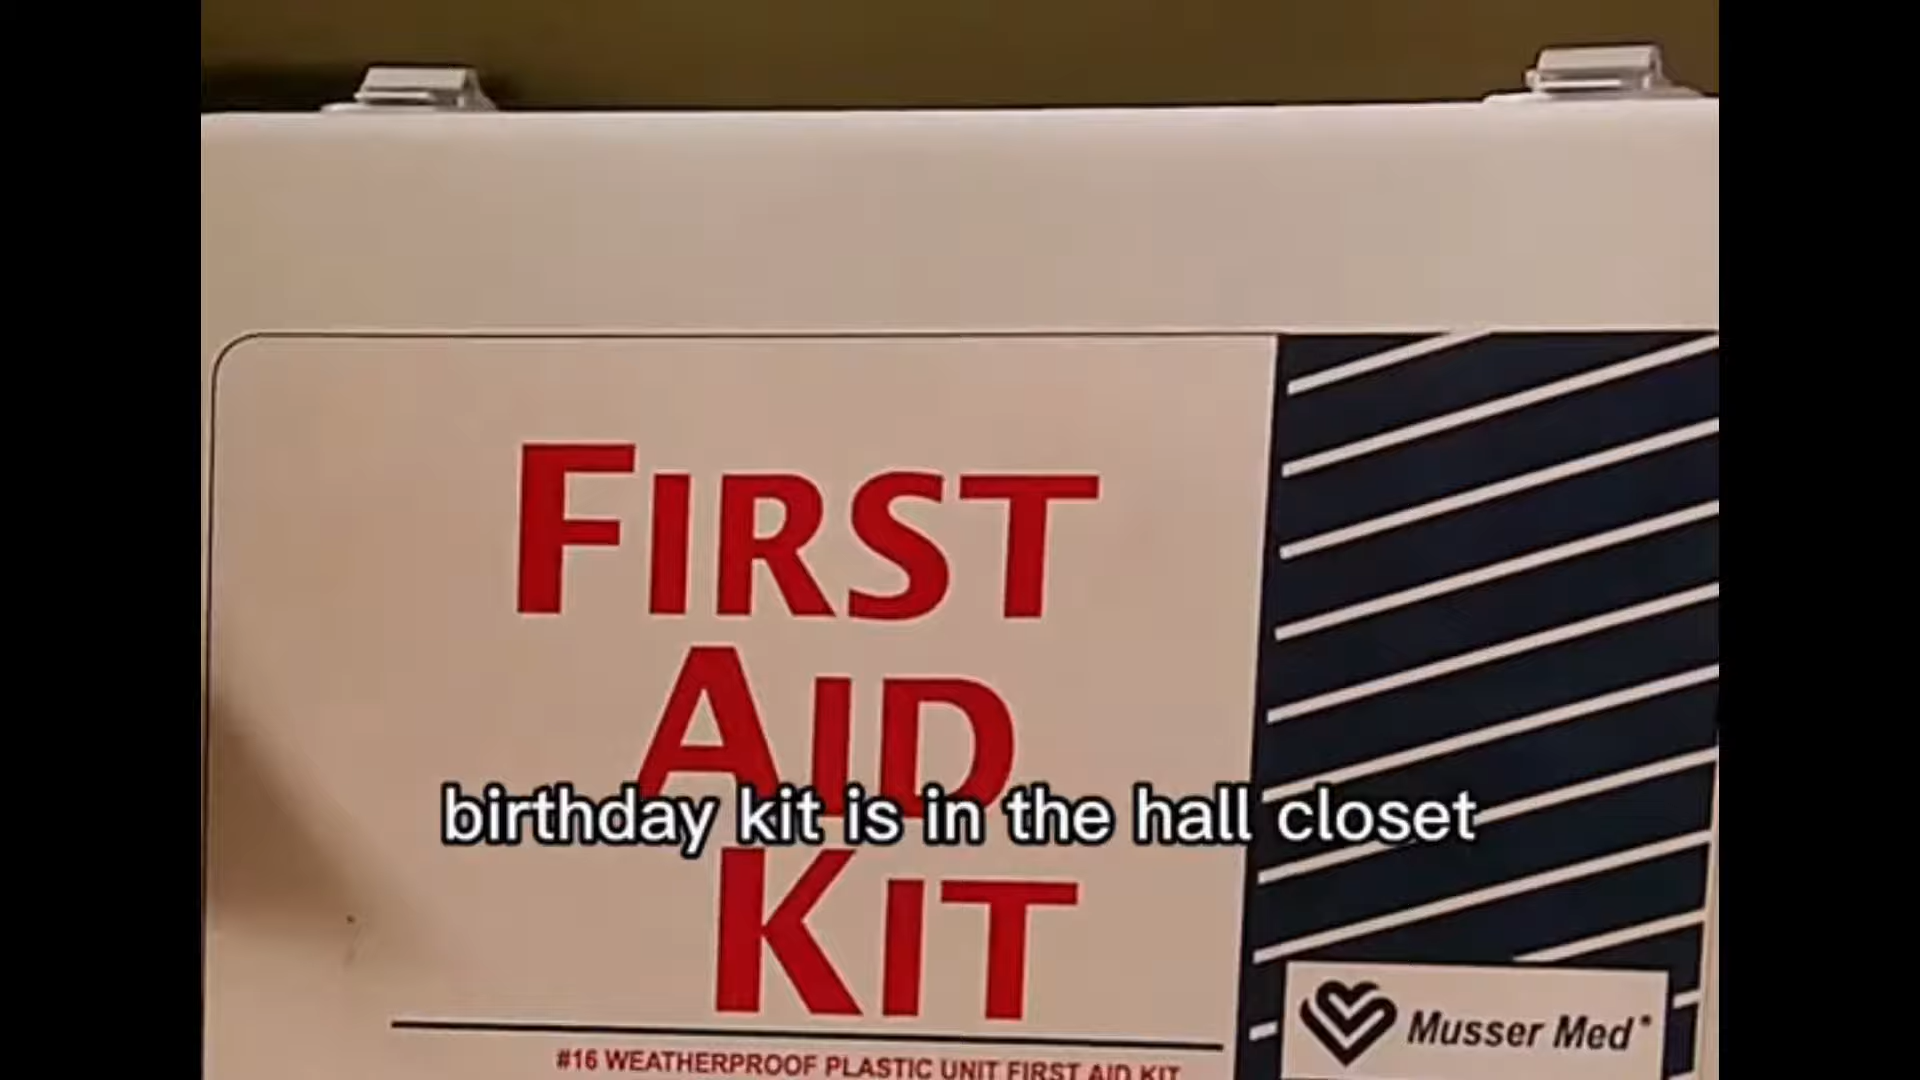 FIRST
AID
birthday kit is in the hall closet
KIT
#16 WEATHERPROOF PLASTIC UNIT FIRST AID KIT
Musser Med®